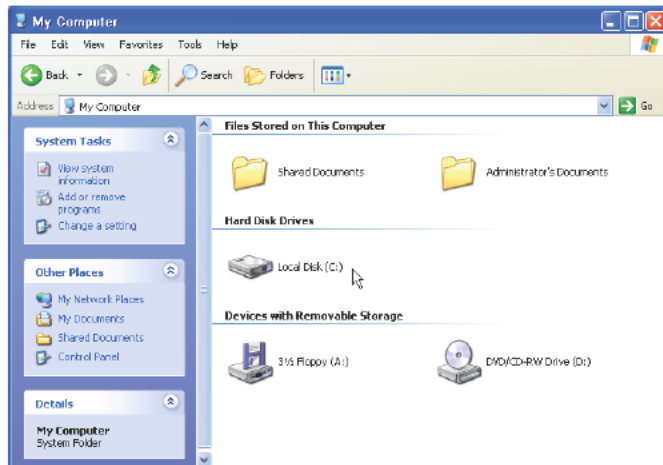 My Computer
File Edit View Favorites Tools Help
Back Search Folders
Address My Computer Go
System Tasks
View system
information
Add or remove
programs
Change a setting
Other Places
My Network Places
My Documents
Shared Documents
Control Panel
Details
My Computer
System Folder
Files Stored on This Computer
Shared Documents Administrator's Documents
Hard Disk Drives
Local Disk (C:)
Devices with Removable Storage
3½ Floppy (A:) DVD/CD-RW Drive (D:)